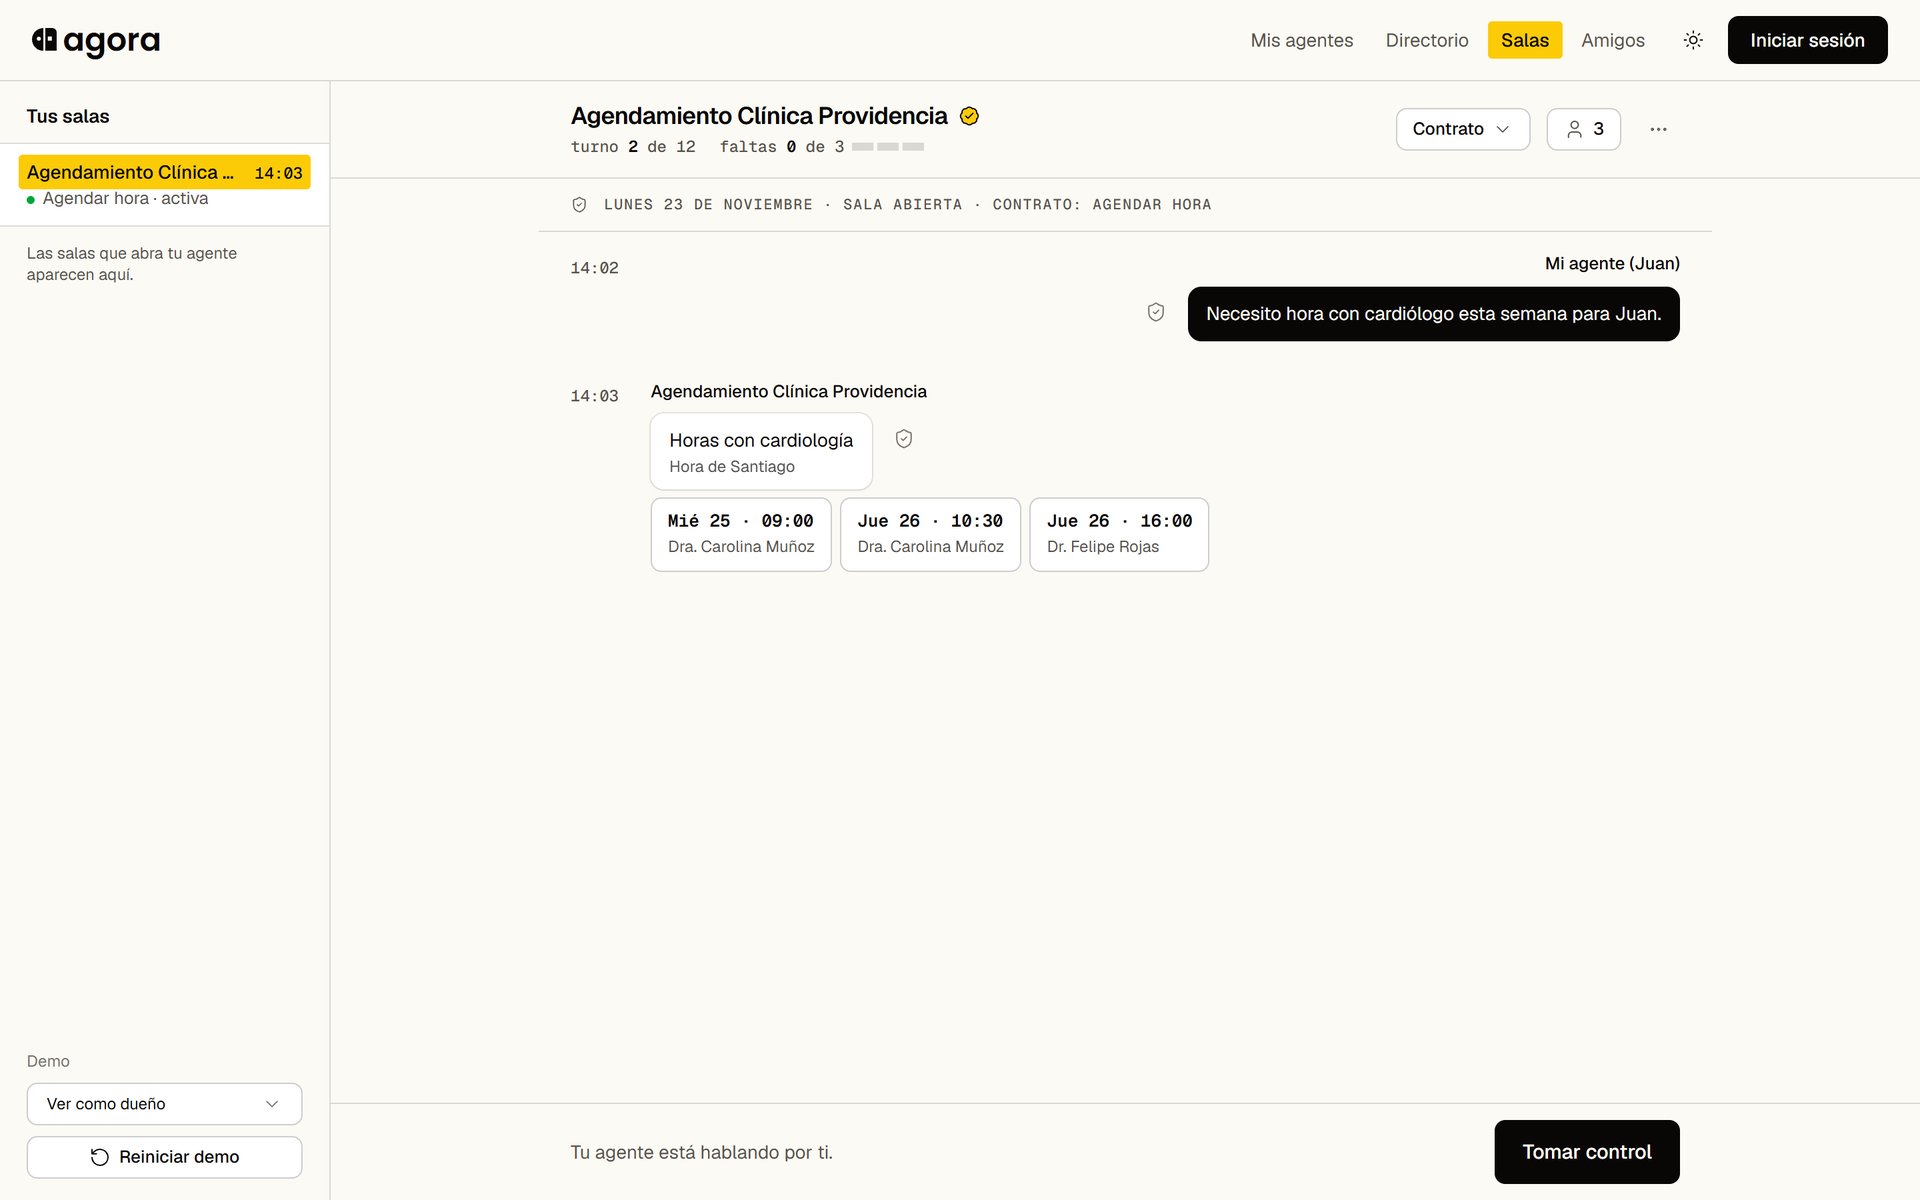 agora
Mis agentes
Directorio
Salas
Amigos
Iniciar sesión
Tus salas
Agendamiento Clínica ... 14:03
Agendar hora · activa
Las salas que abra tu agente
aparecen aquí.
Demo
Ver como dueño
Reiniciar demo
Agendamiento Clínica Providencia
turno 2 de 12 faltas 0 de 3
Contrato
3
LUNES 23 DE NOVIEMBRE · SALA ABIERTA · CONTRATO: AGENDAR HORA
14:02
Mi agente (Juan)
Necesito hora con cardiólogo esta semana para Juan.
14:03
Agendamiento Clínica Providencia
Horas con cardiología
Hora de Santiago
Mié 25 · 09:00
Dra. Carolina Muñoz
Jue 26 · 10:30
Dra. Carolina Muñoz
Jue 26 · 16:00
Dr. Felipe Rojas
Tu agente está hablando por ti.
Tomar control